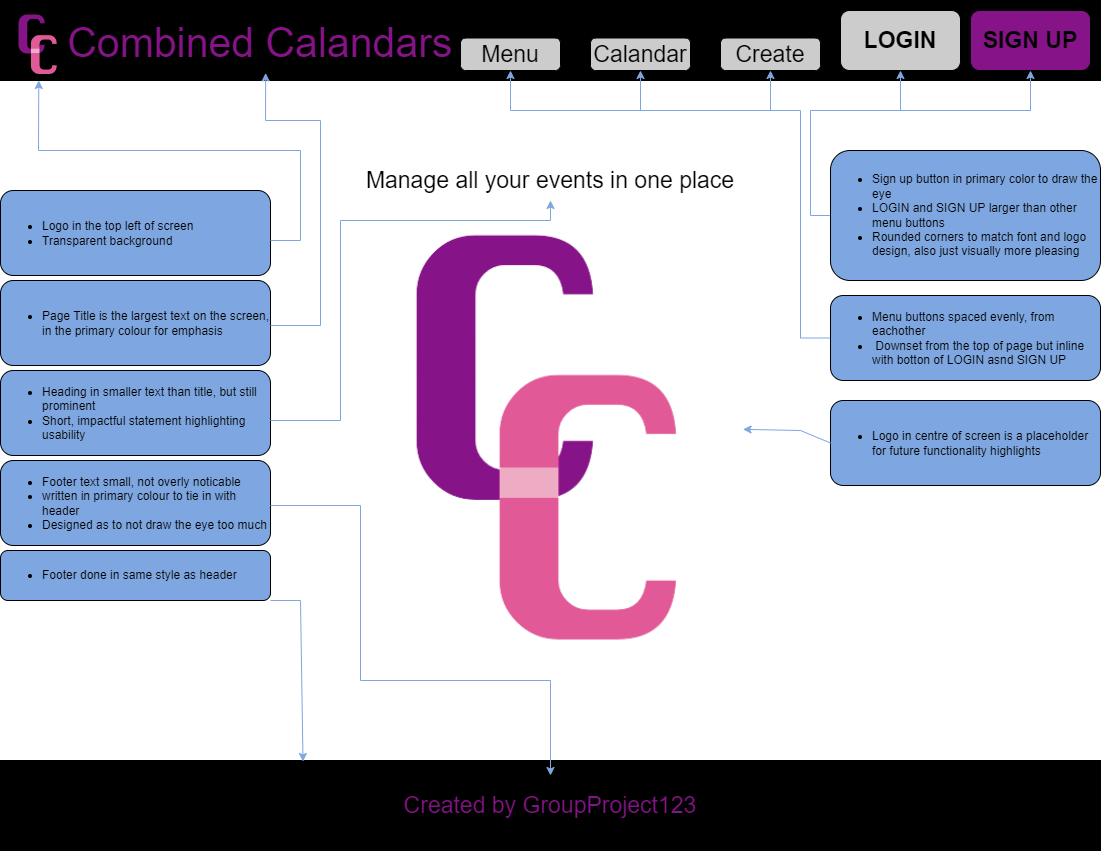 Combined Calandars
Menu
Calandar
Create
LOGIN
SIGN UP
Manage all your events in one place
Logo in the top left of screen
Transparent background
Page Title is the largest text on the screen,
in the primary colour for emphasis
Heading in smaller text than title, but still
prominent
Short, impactful statement highlighting
usability
Footer text small, not overly noticable
written in primary colour to tie in with
header
Designed as to not draw the eye too much
Footer done in same style as header
Sign up button in primary color to draw the
eye
LOGIN and SIGN UP larger than other
menu buttons
Rounded corners to match font and logo
design, also just visually more pleasing
Menu buttons spaced evenly, from
eachother
Downset from the top of page but inline
with botton of LOGIN asnd SIGN UP
Logo in centre of screen is a placeholder
for future functionality highlights
Created by GroupProject123